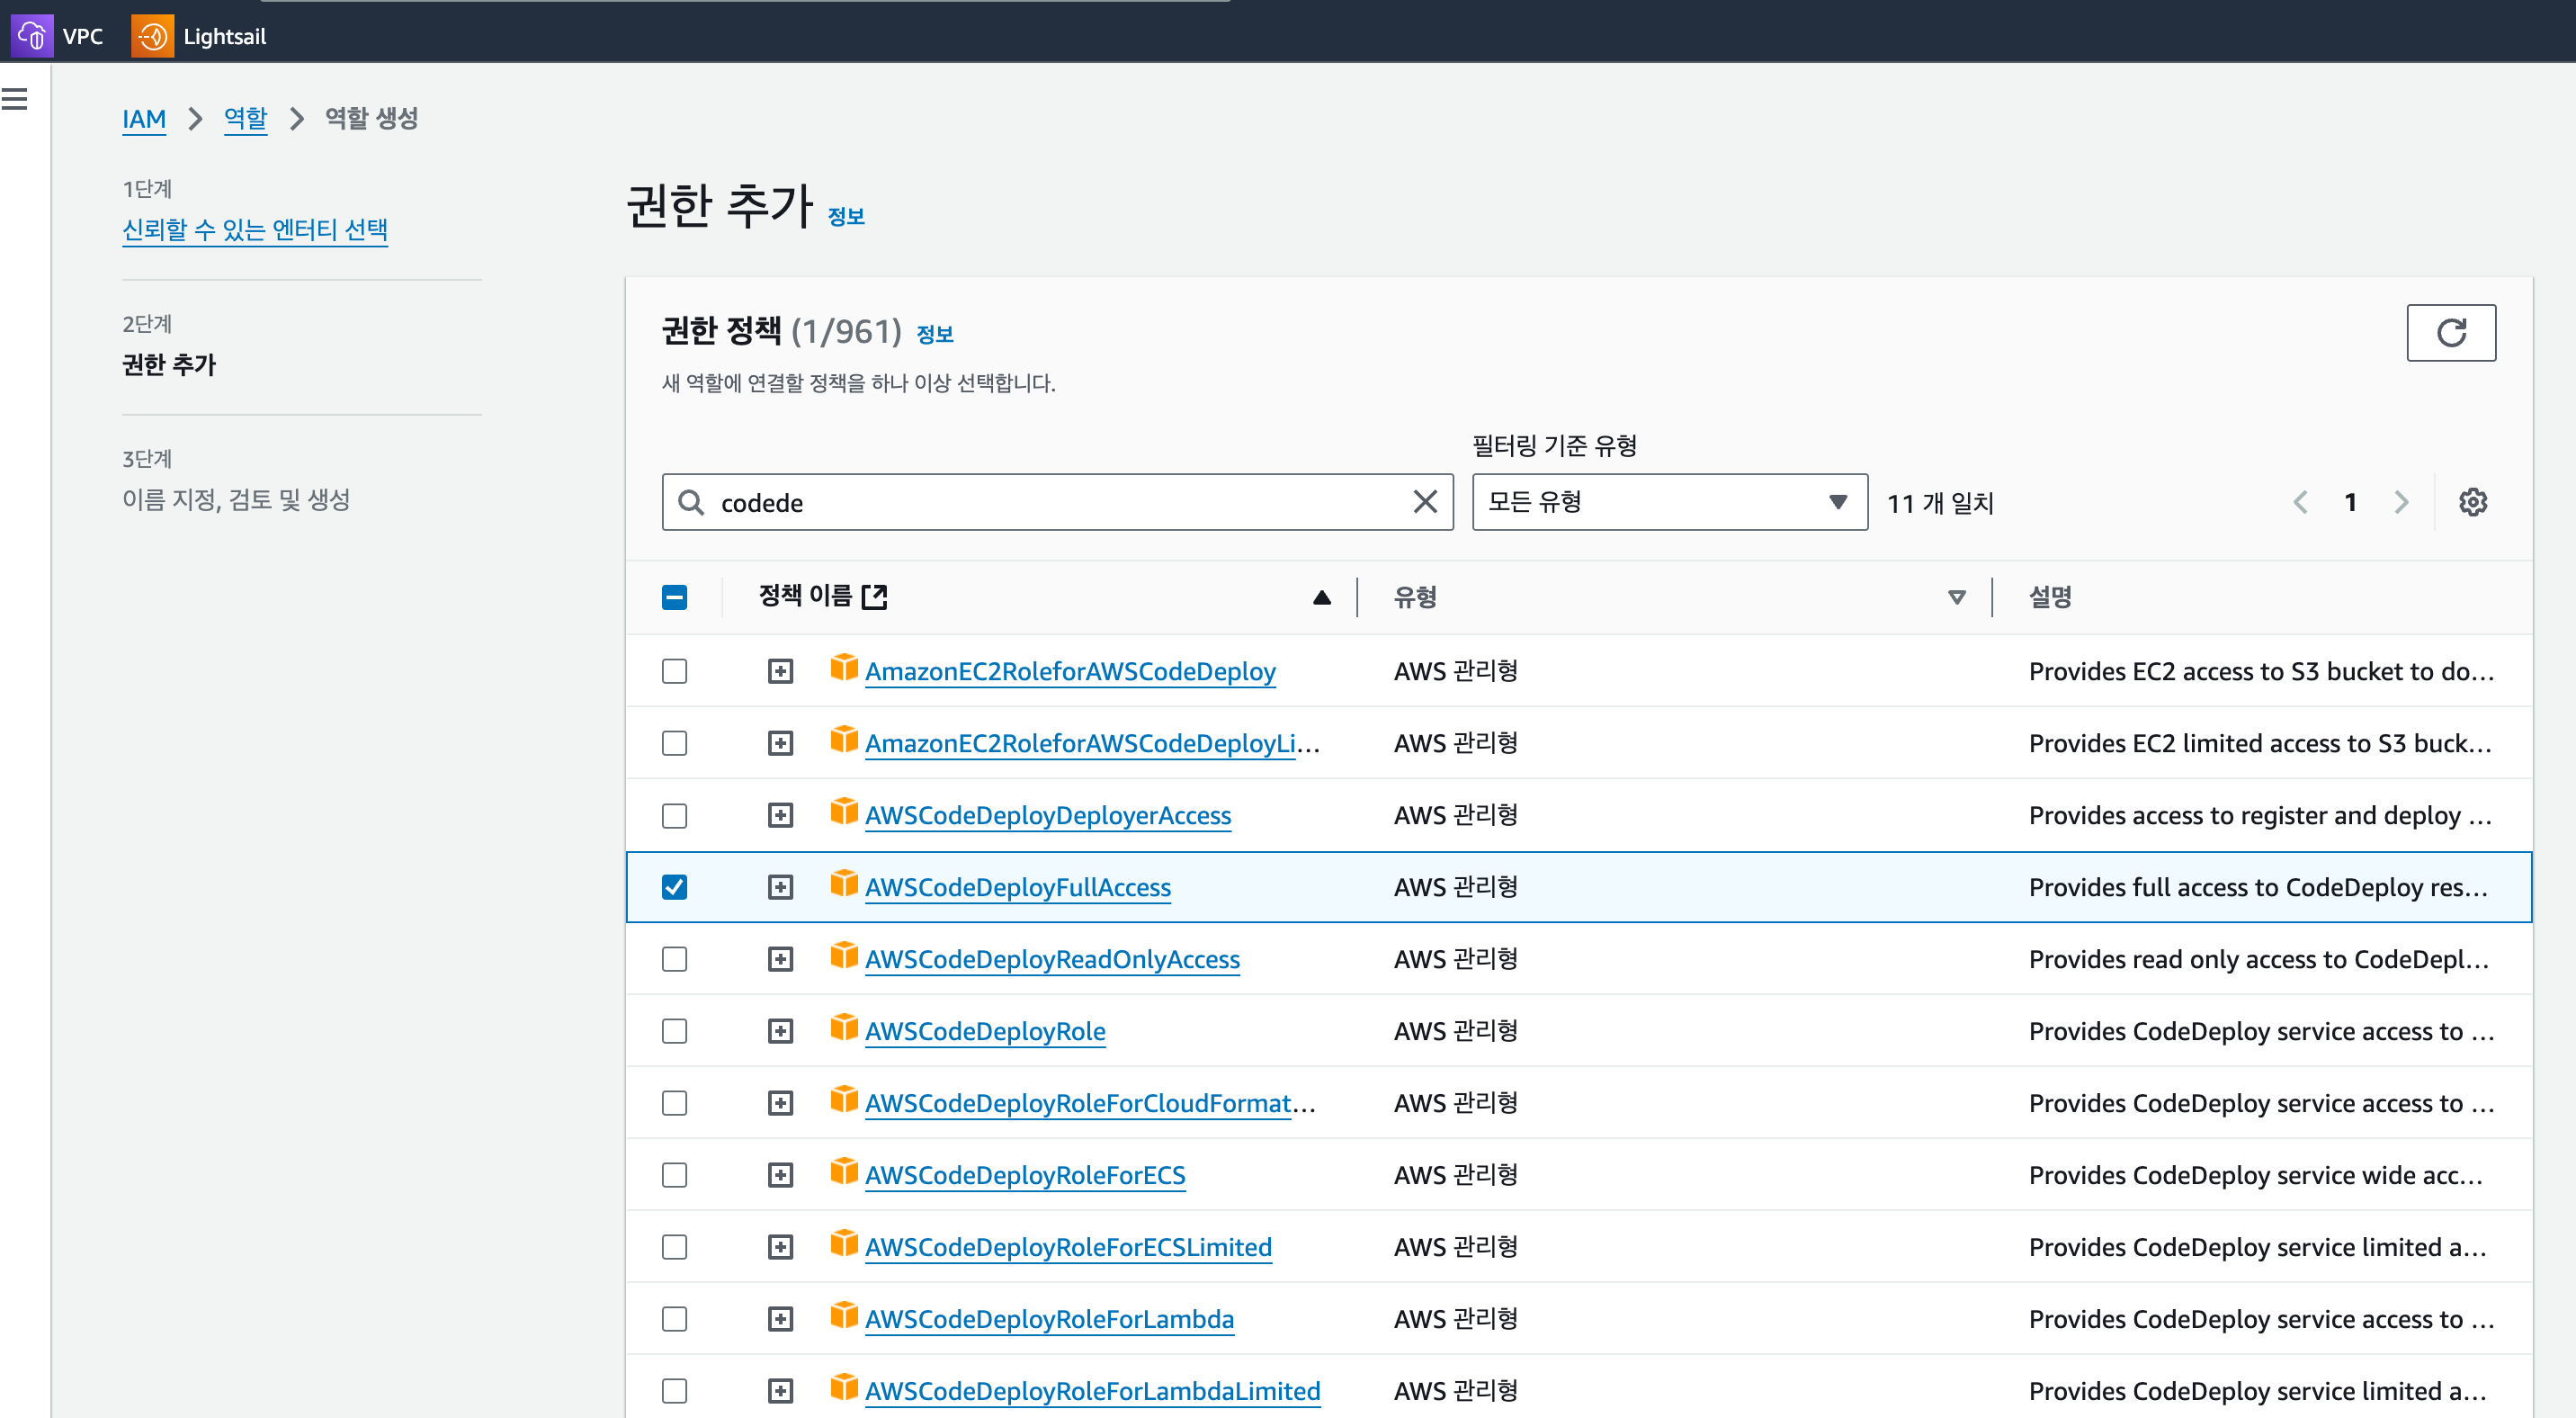 VPC Lightsail
IAM 역할 역할 생성
1단계
신뢰할 수 있는 엔터티 선택
2단계
권한 추가
3단계
이름 지정, 검토 및 생성
권한 추가 정보
권한 정책 (1/961) 정보
새 역할에 연결할 정책을 하나 이상 선택합니다.
필터링 기준 유형
codede 모든 유형 11 개 일치 1
정책 이름 유형 설명
AmazonEC2RoleforAWSCodeDeploy AWS 관리형 Provides EC2 access to S3 bucket to do...
AmazonEC2RoleforAWSCodeDeployLi... AWS 관리형 Provides EC2 limited access to S3 buck...
AWSCodeDeployDeployerAccess AWS 관리형 Provides access to register and deploy ...
AWSCodeDeployFullAccess AWS 관리형 Provides full access to CodeDeploy res...
AWSCodeDeployReadOnlyAccess AWS 관리형 Provides read only access to CodeDepl...
AWSCodeDeployRole AWS 관리형 Provides CodeDeploy service access to ...
AWSCodeDeployRoleForCloudFormat... AWS 관리형 Provides CodeDeploy service access to ...
AWSCodeDeployRoleForECS AWS 관리형 Provides CodeDeploy service wide acc...
AWSCodeDeployRoleForECSLimited AWS 관리형 Provides CodeDeploy service limited a...
AWSCodeDeployRoleForLambda AWS 관리형 Provides CodeDeploy service access to ...
AWSCodeDeployRoleForLambdaLimited AWS 관리형 Provides CodeDeploy service limited a...